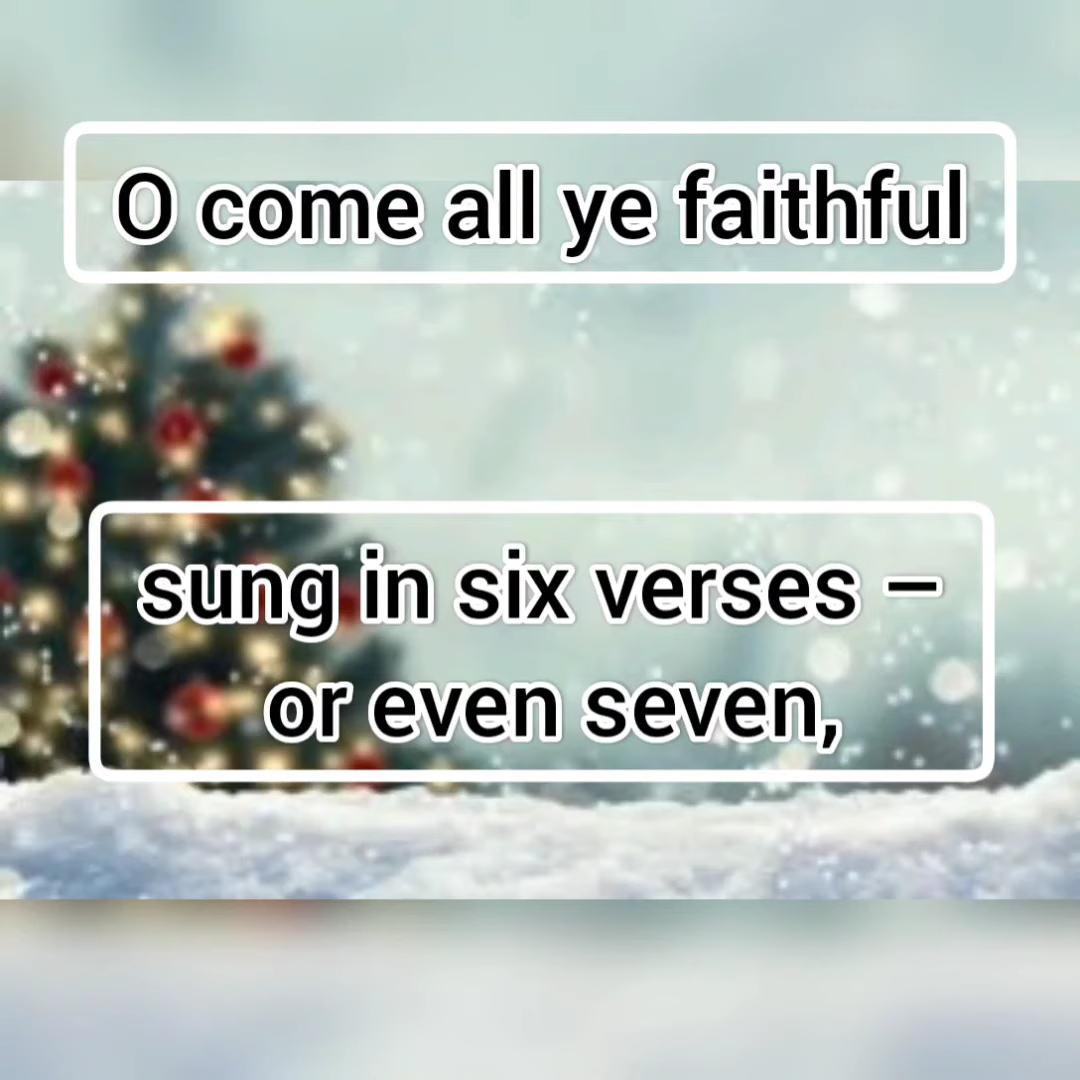 O come all ye faithful
sung in six verses –
or even seven,